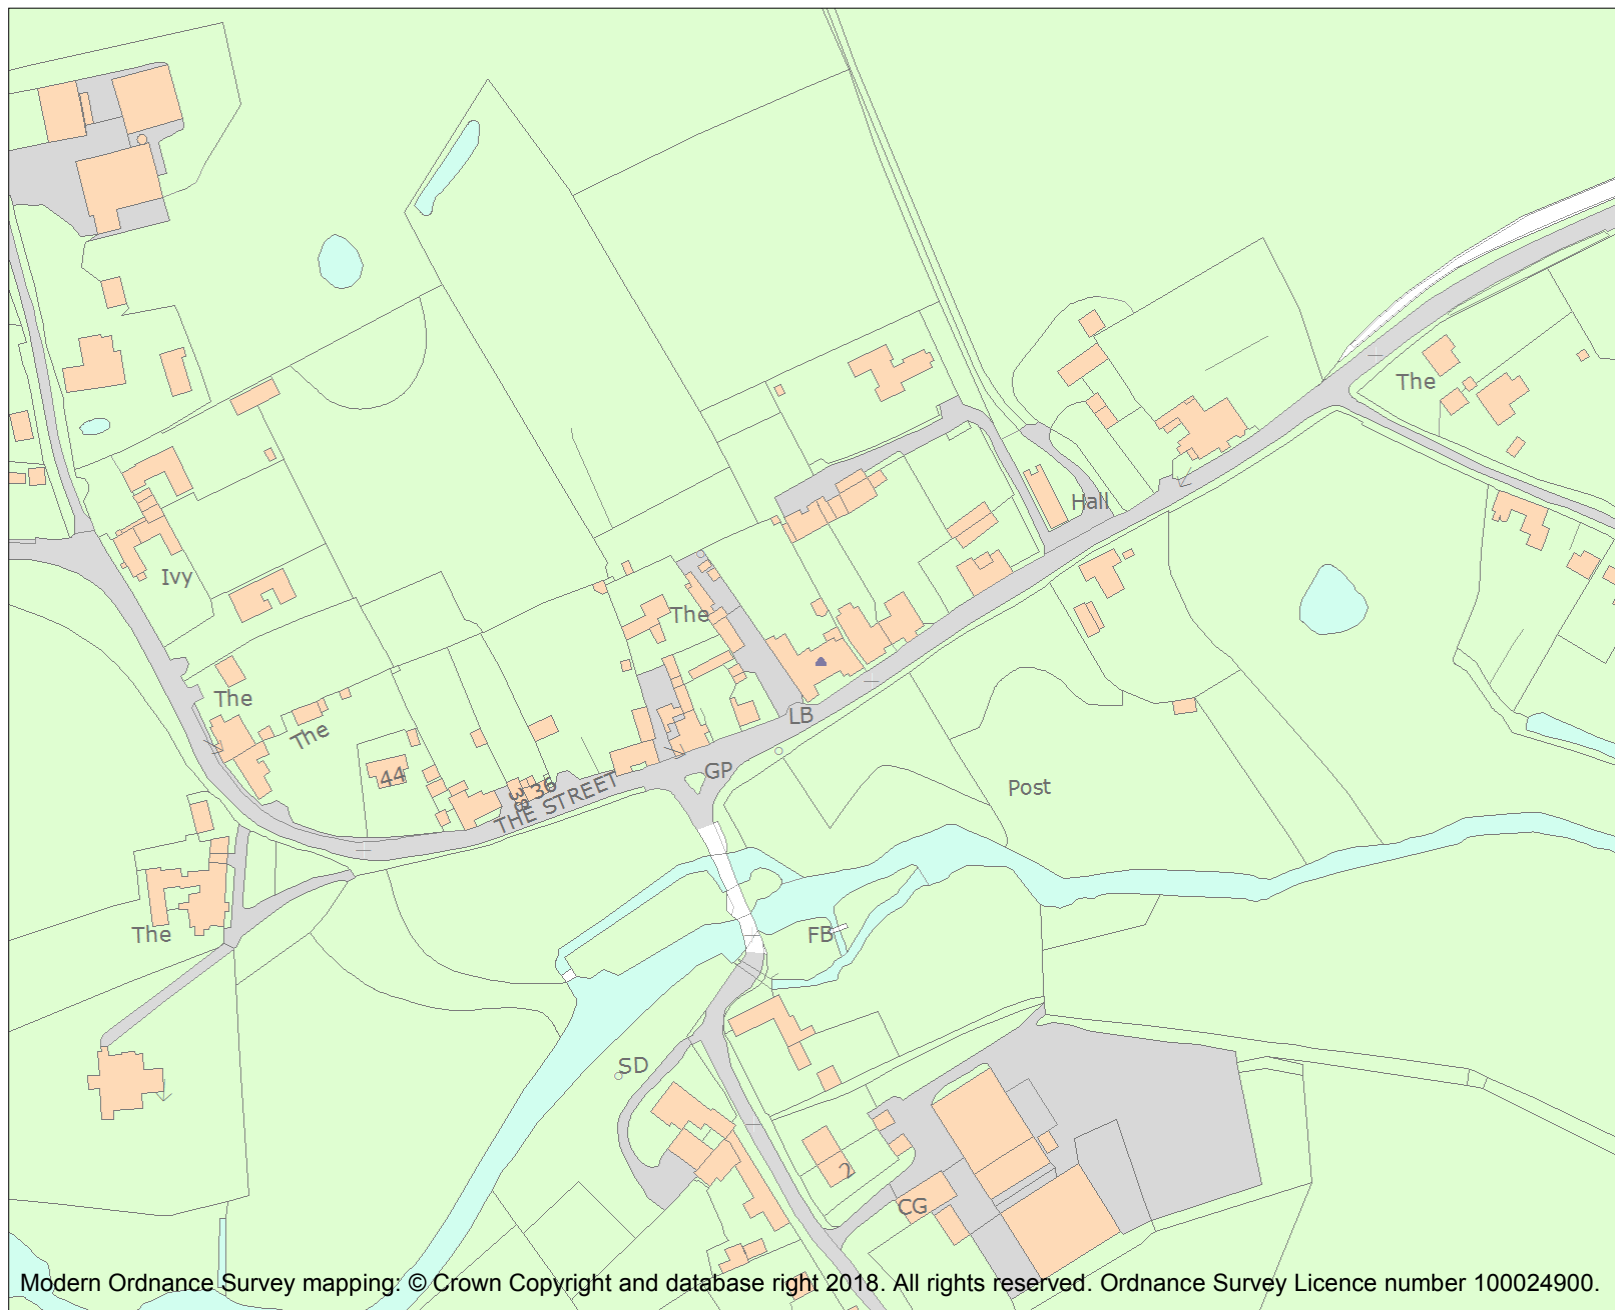 The
Hall
Ivy
The
The
The
LB
GP
44
38
36
THE STREET
Post
The
FB
SD
2
CG
Modern Ordnance Survey mapping: © Crown Copyright and database right 2018. All rights reserved. Ordnance Survey Licence number 100024900.